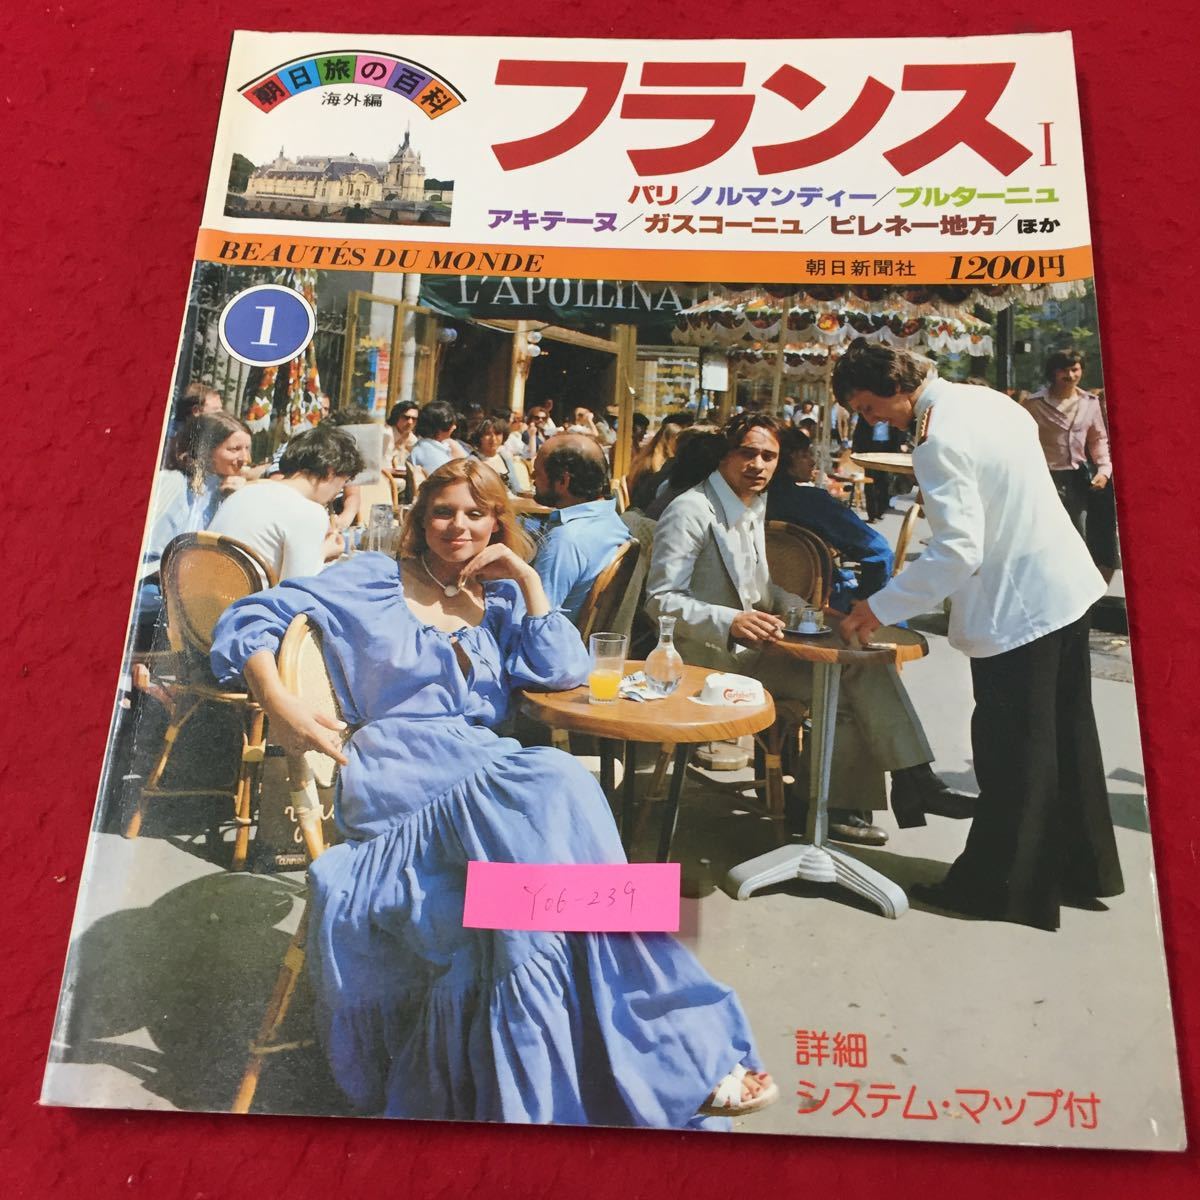 朝日旅の百科
海外編
フランス I
パリ/ノルマンディー/ブルターニュ
アキテーヌ/ガスコーニュ/ピレネー地方/ほか
BEAUTÉS DU MONDE
朝日新聞社 1200円
1
L'APOLLINA
Carlsberg
Y06-239
詳細
システム・マップ付